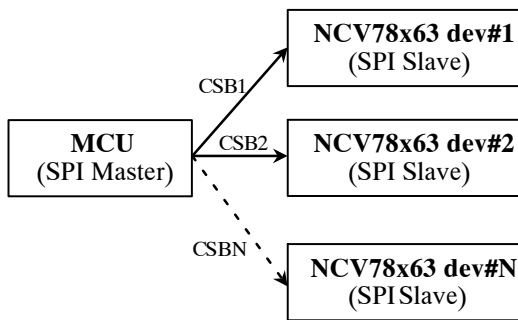 NCV78x63 dev#1
(SPI Slave)
CSB1
MCU
(SPI Master)
CSB2
NCV78x63 dev#2
(SPI Slave)
CSBN
NCV78x63 dev#N
(SPI Slave)